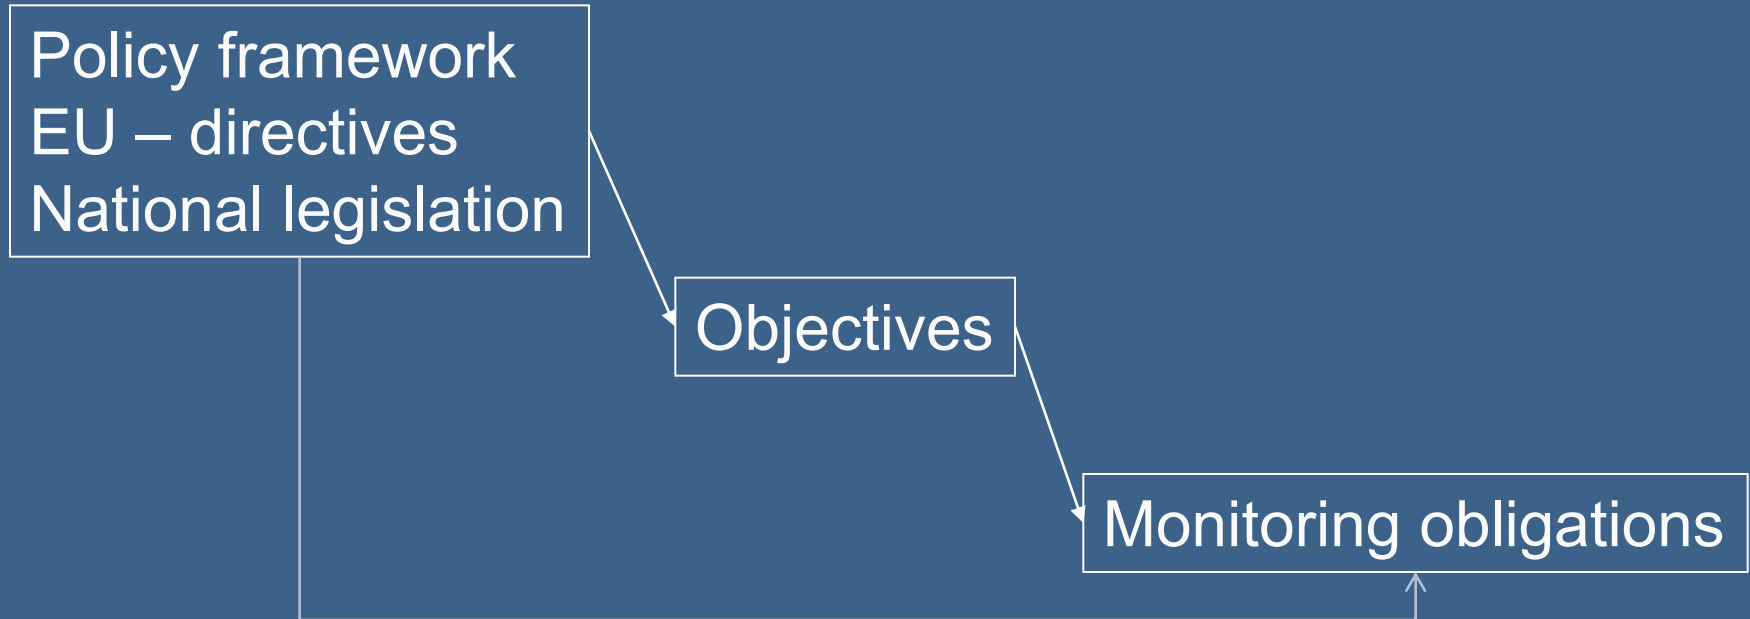 Policy framework
EU – directives
National legislation
Objectives
Monitoring obligations